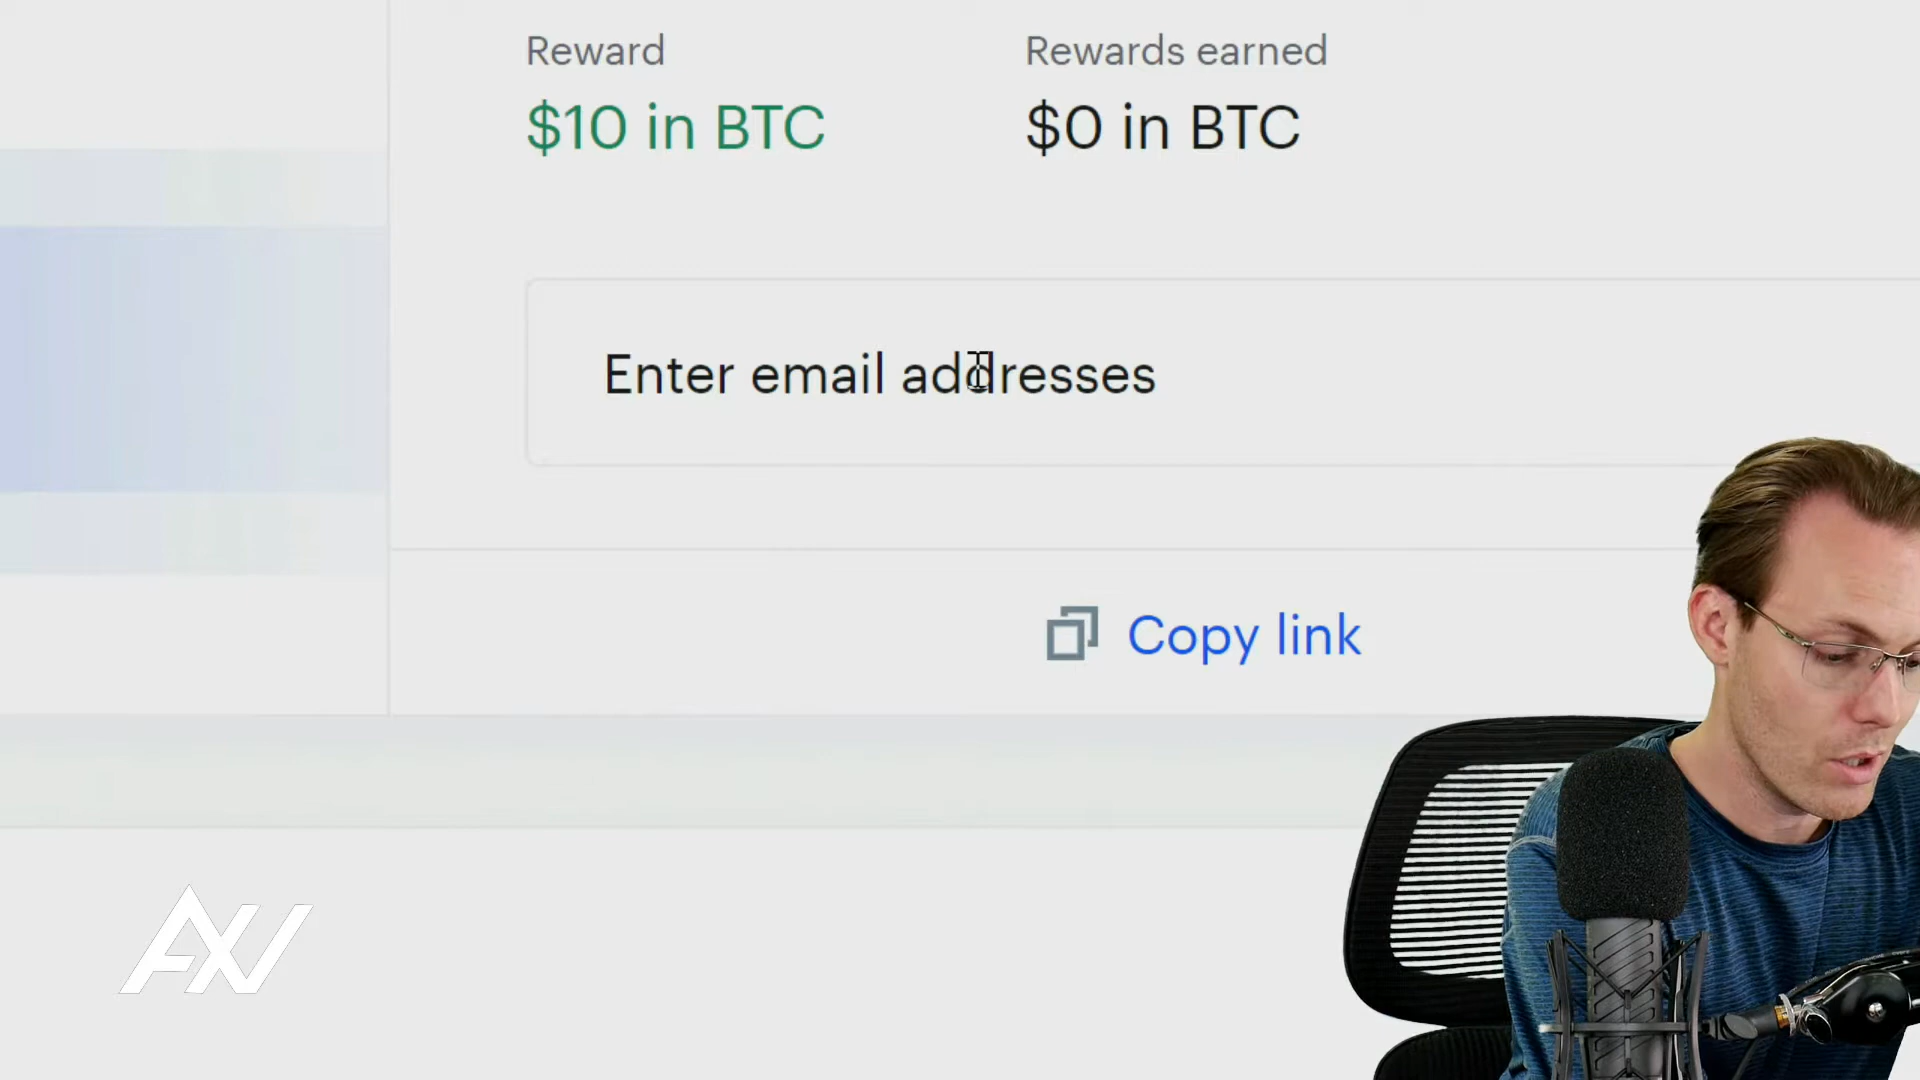 Reward
Rewards earned
$10 in BTC
$0 in BTC
Enter email addresses
Copy link